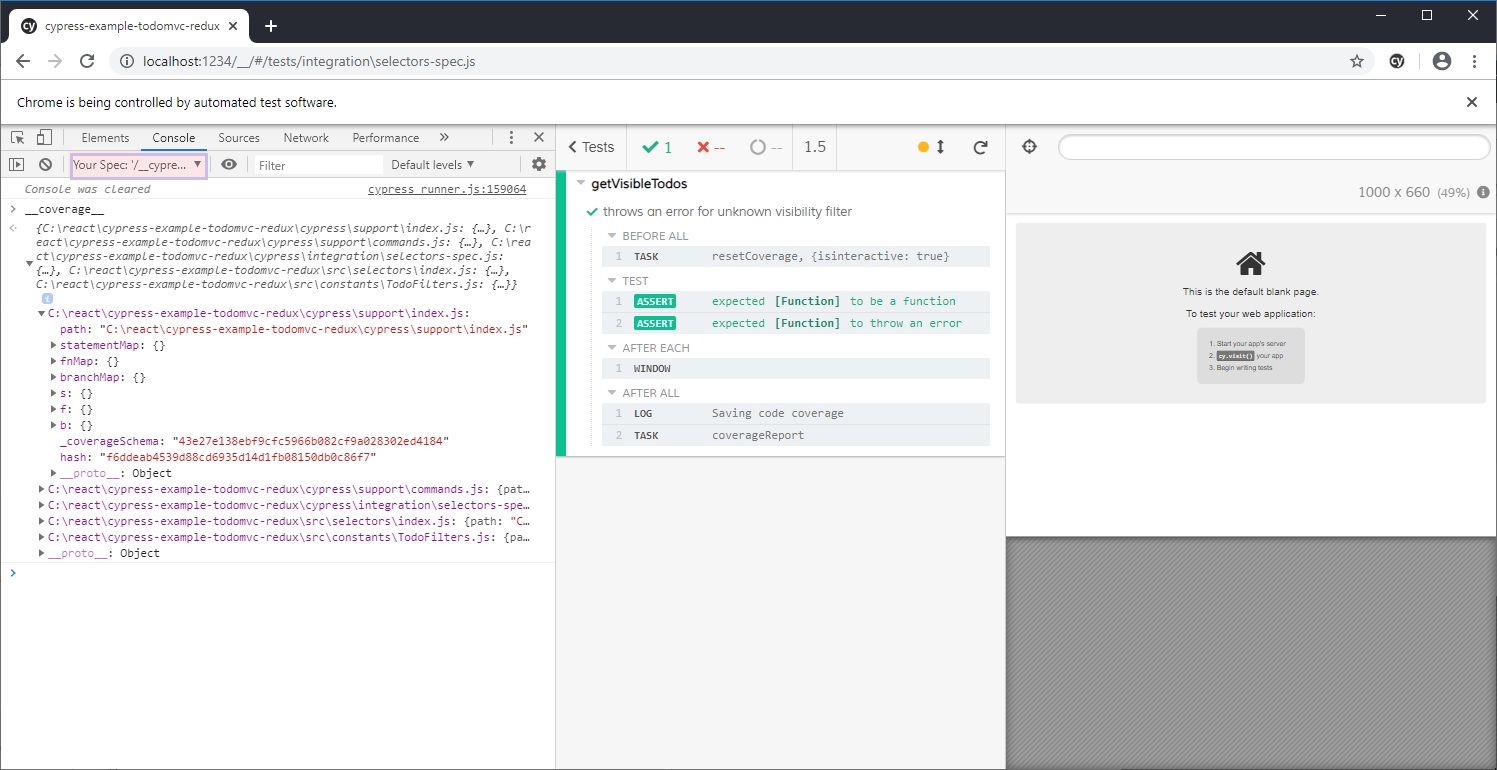 cypress-example-todomvc-redux
localhost:1234/__/#/tests/integration\selectors-spec.js
Chrome is being controlled by automated test software.
Elements Console Sources Network Performance »
Your Spec: '/__cypre... ▼ Filter Default levels ▼
Console was cleared cypress runner.js:159064
> __coverage__
{C:\react\cypress-example-todomvc-redux\cypress\support\index.js: {…}, C:\r
eact\cypress-example-todomvc-redux\cypress\support\commands.js: {…}, C:\rea
ct\cypress-example-todomvc-redux\cypress\integration\selectors-spec.js:
{…}, C:\react\cypress-example-todomvc-redux\src\selectors\index.js: {…},
C:\react\cypress-example-todomvc-redux\src\constants\TodoFilters.js: {…}}
i
C:\react\cypress-example-todomvc-redux\cypress\support\index.js:
path: "C:\react\cypress-example-todomvc-redux\cypress\support\index.js"
statementMap: {}
fnMap: {}
branchMap: {}
s: {}
f: {}
b: {}
_coverageSchema: "43e27e138ebf9cfc5966b082cf9a028302ed4184"
hash: "f6ddeab4539d88cd6935d14d1fb08150db0c86f7"
__proto__: Object
C:\react\cypress-example-todomvc-redux\cypress\support\commands.js: {pat…
C:\react\cypress-example-todomvc-redux\cypress\integration\selectors-spe…
C:\react\cypress-example-todomvc-redux\src\selectors\index.js: {path: "C…
C:\react\cypress-example-todomvc-redux\src\constants\TodoFilters.js: {pa…
__proto__: Object
>
Tests 1 -- -- 1.5
getVisibleTodos
throws an error for unknown visibility filter
BEFORE ALL
1 TASK resetCoverage, {isinteractive: true}
TEST
1 ASSERT expected [Function] to be a function
2 ASSERT expected [Function] to throw an error
AFTER EACH
1 WINDOW
AFTER ALL
1 LOG Saving code coverage
2 TASK coverageReport
1000 x 660 (49%)
This is the default blank page.
To test your web application:
1. Start your app's server
2. cy.visit() your app
3. Begin writing tests